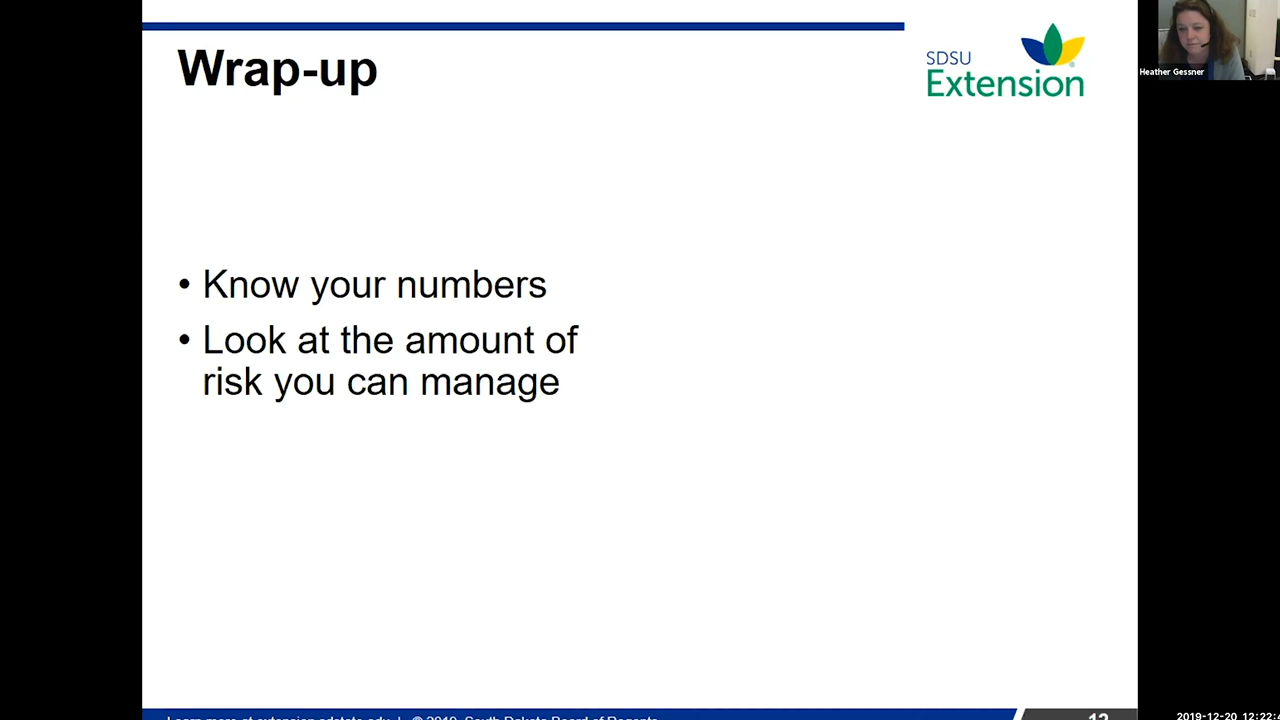 Wrap-up
SDSU
Extension
Heather Gessner
• Know your numbers
• Look at the amount of
risk you can manage
Learn more at extension.sdstate.edu | © 2019, South Dakota Board of Regents
12
2019-12-20 12:22: